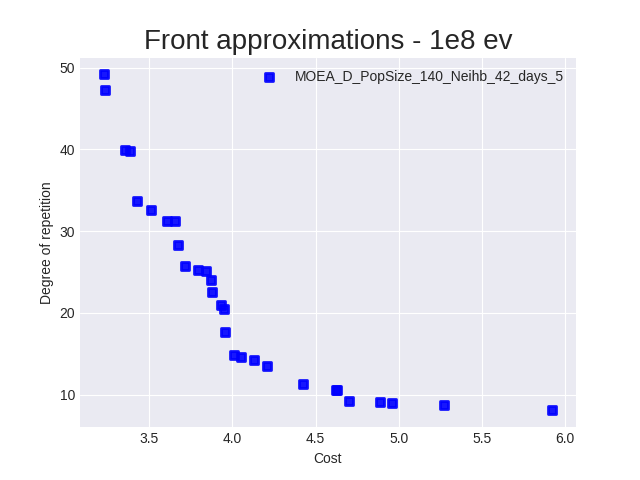 Front approximations - 1e8 ev
MOEA_D_PopSize_140_Neihb_42_days_5
50
40
30
20
10
Degree of repetition
3.5 4.0 4.5 5.0 5.5 6.0
Cost